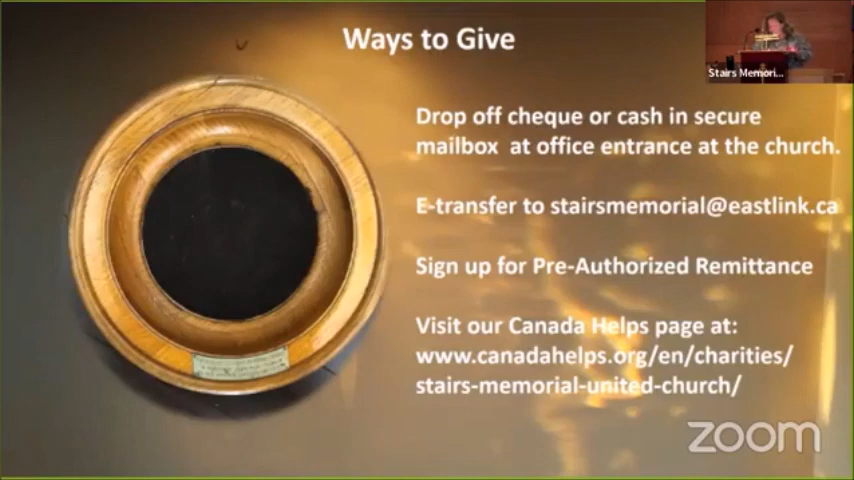 Ways to Give
Stairs Memori...
Drop off cheque or cash in secure
mailbox at office entrance at the church.
E-transfer to stairsmemorial@eastlink.ca
Sign up for Pre-Authorized Remittance
Visit our Canada Helps page at:
www.canadahelps.org/en/charities/
stairs-memorial-united-church/
zoom